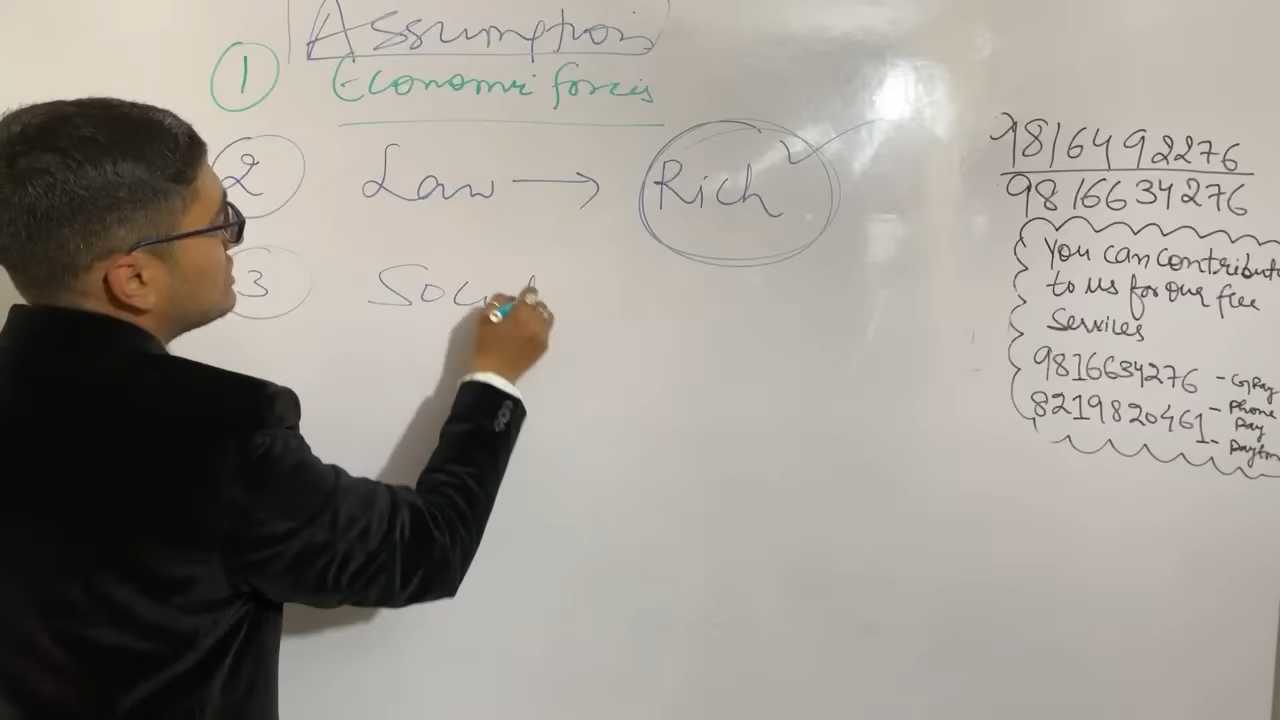 Assumption
1 Economic forces
2 Law → Rich
3 Soci
9816492276
9816634276
You can contribute
to us for our free
Services
9816634276 - GPay
8219820461 - Phone
Pay
- Paytm